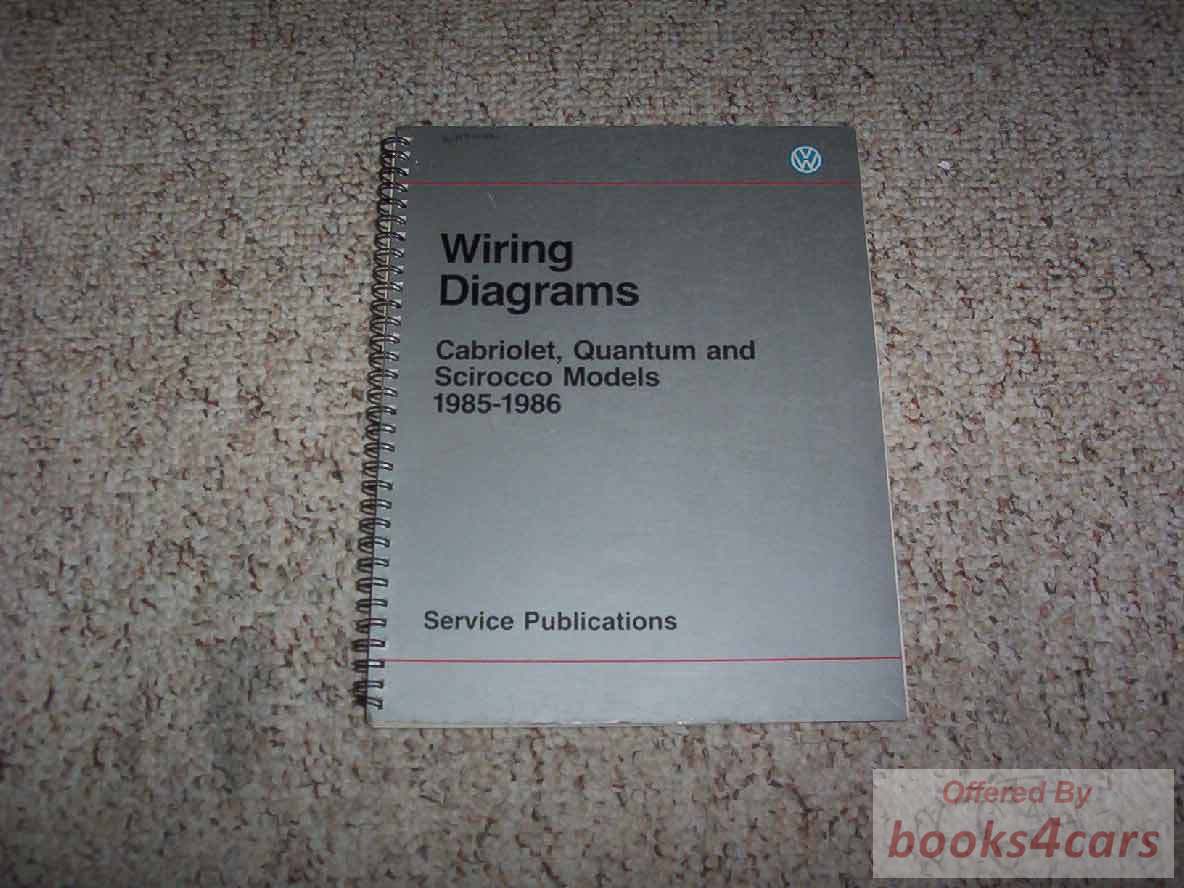 VW
Wiring
Diagrams
Cabriolet, Quantum and
Scirocco Models
1985-1986
Service Publications
Offered By
books4cars